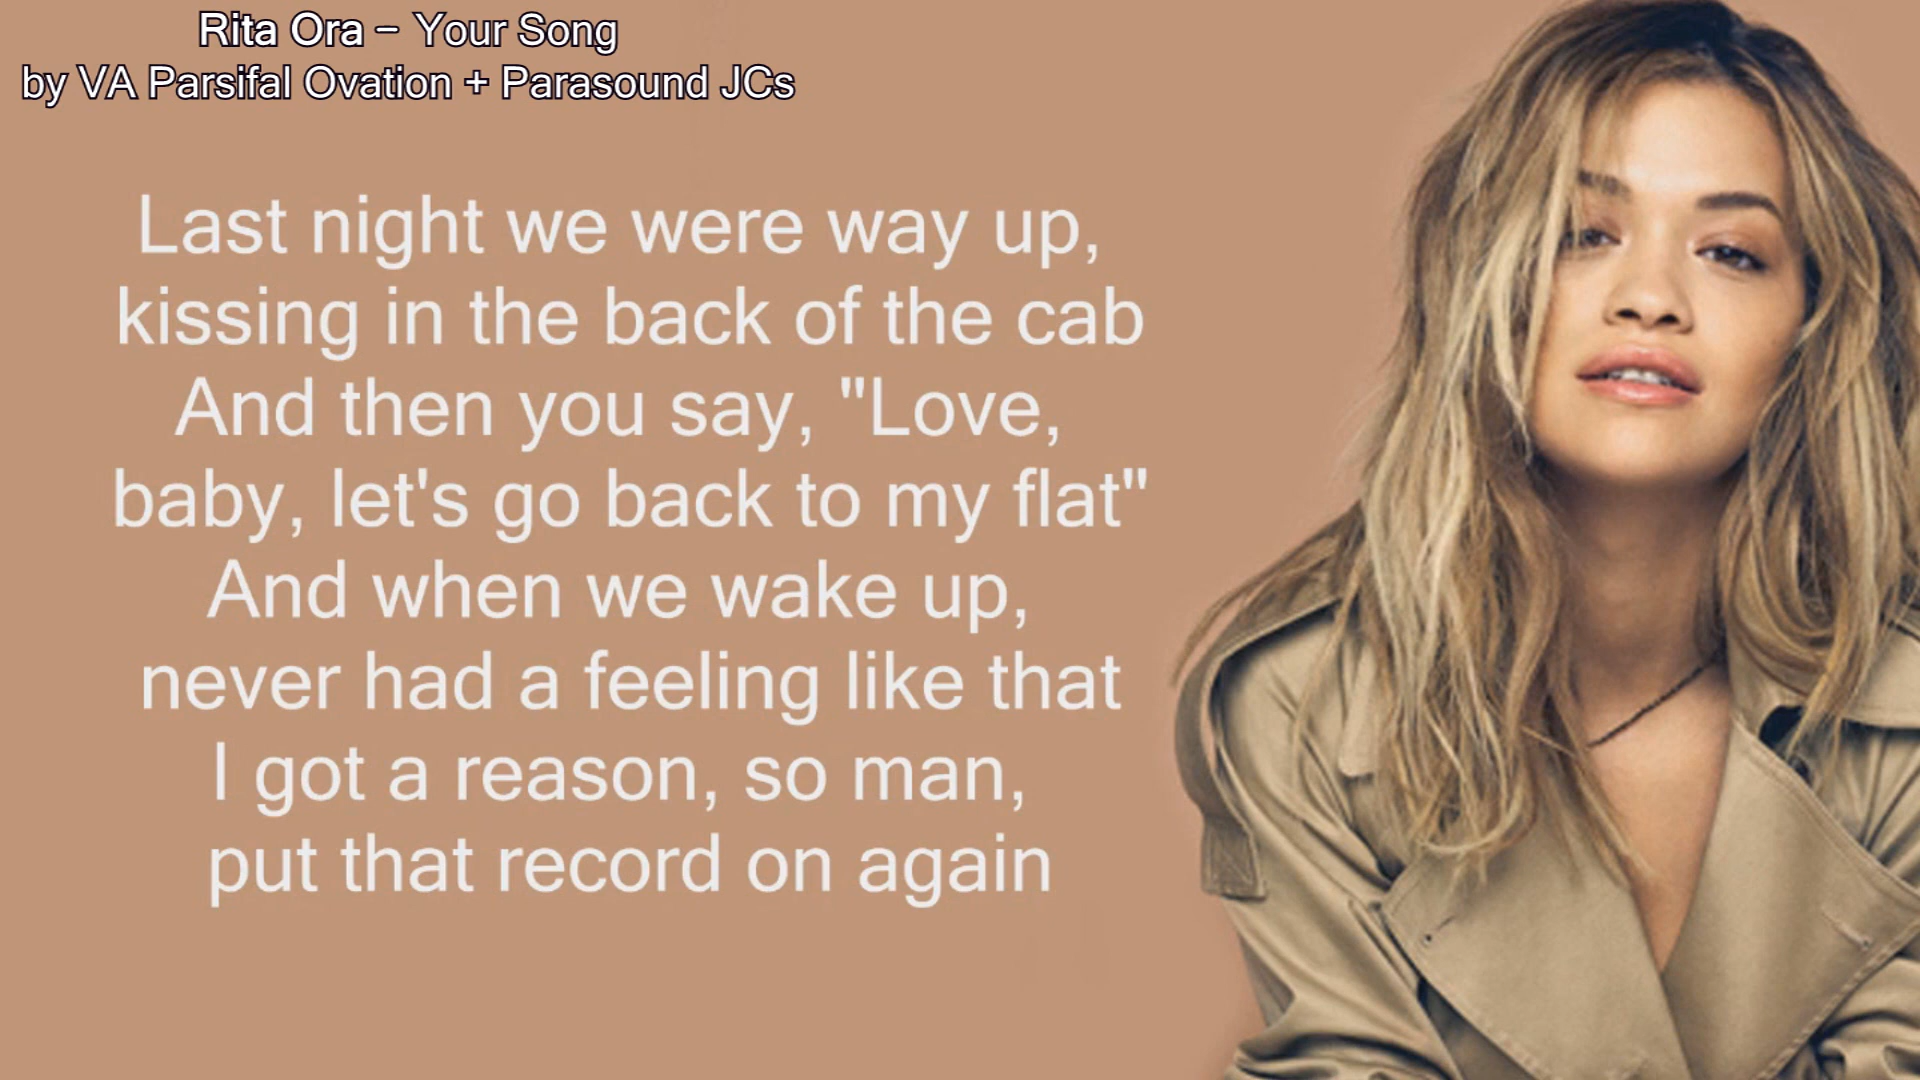 Rita Ora – Your Song
by VA Parsifal Ovation + Parasound JCs
Last night we were way up,
kissing in the back of the cab
And then you say, "Love,
baby, let's go back to my flat"
And when we wake up,
never had a feeling like that
I got a reason, so man,
put that record on again